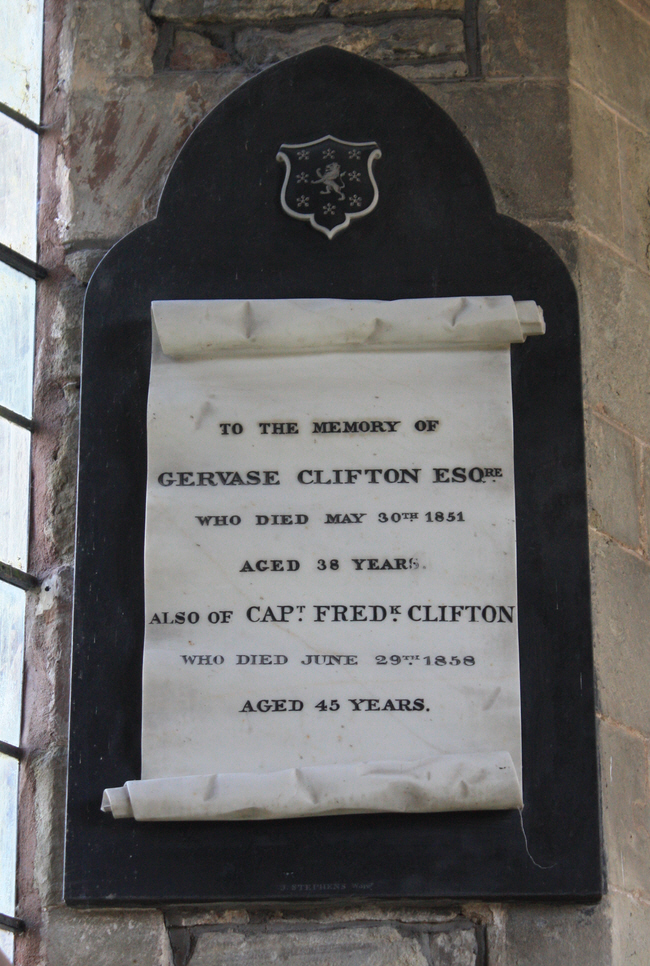 TO THE MEMORY OF
GERVASE CLIFTON ESQRE
WHO DIED MAY 30TH 1851
AGED 38 YEARS.
ALSO OF CAPT. FREDK. CLIFTON
WHO DIED JUNE 29TH 1858
AGED 45 YEARS.
J. STEPHENS